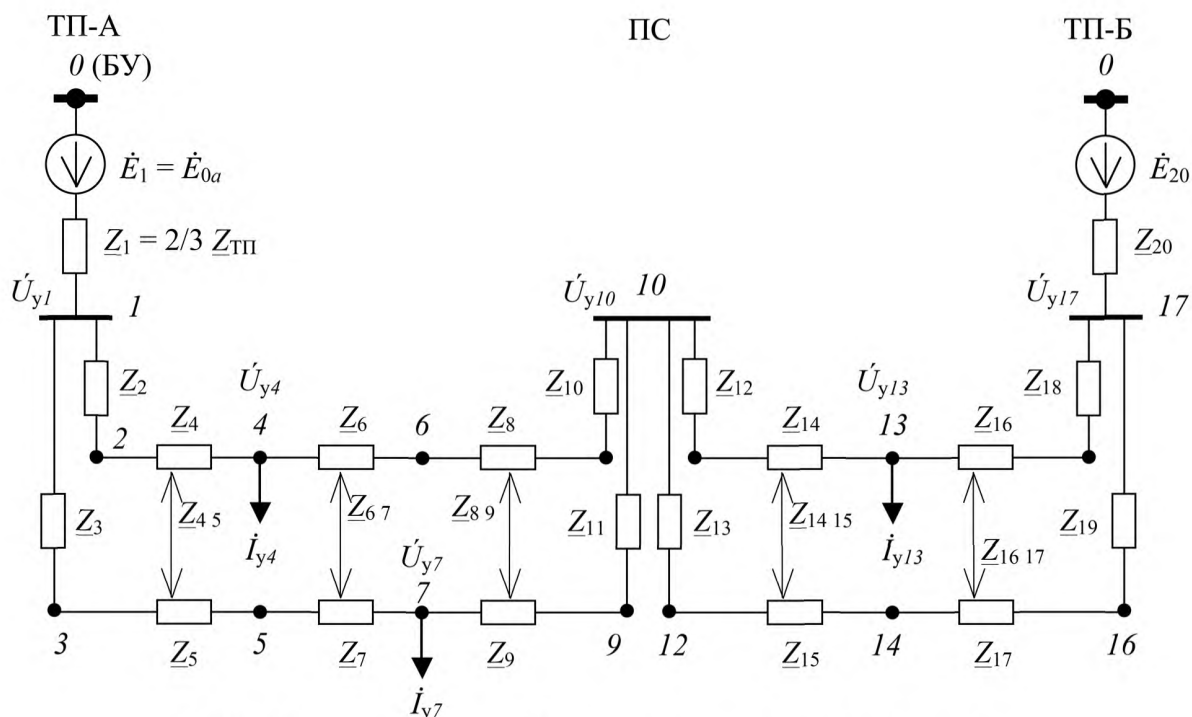 ТП-А ПС ТП-Б
0 (БУ) 0
Ė1 = Ė0a Ė20
Z1 = 2/3 ZТП Z20
Úу1 1 Úу10 10 Úу17 17
Z2 Z10 Z12 Z18
Úу4 Úу13
2 Z4 4 Z6 6 Z8 Z14 13 Z16
Z3 Z4 5 İу4 Z6 7 Z8 9 Z11 Z13 Z14 15 İу13 Z16 17 Z19
Úу7
7
3 Z5 5 Z7 Z9 9 12 Z15 14 Z17 16
İу7